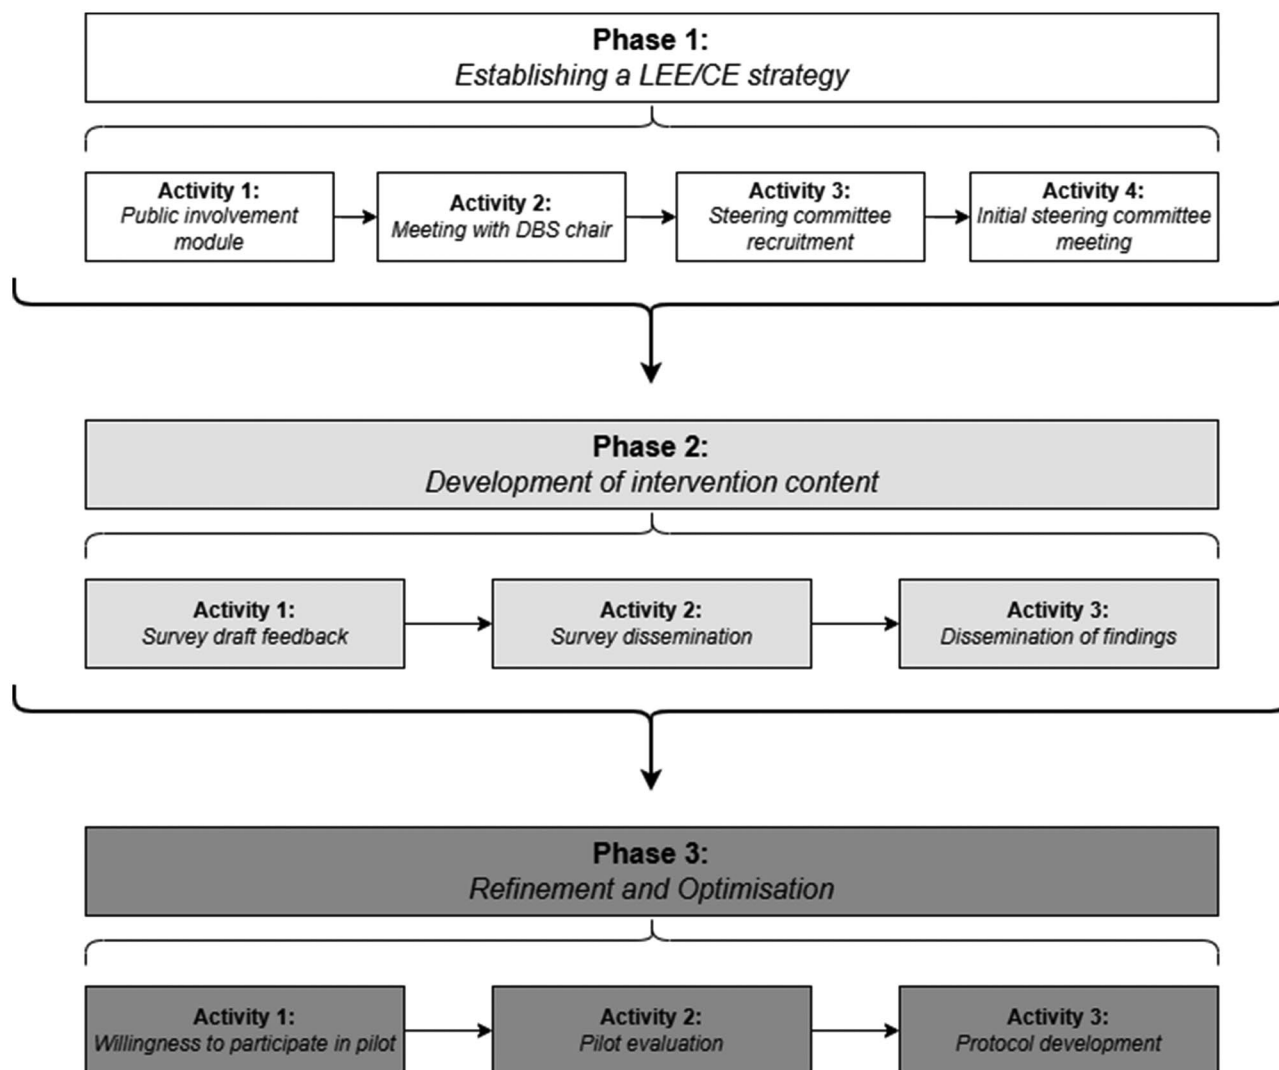 Phase 1:
Establishing a LEE/CE strategy
Activity 1:
Public involvement
module
Activity 2:
Meeting with DBS chair
Activity 3:
Steering committee
recruitment
Activity 4:
Initial steering committee
meeting
Phase 2:
Development of intervention content
Activity 1:
Survey draft feedback
Activity 2:
Survey dissemination
Activity 3:
Dissemination of findings
Phase 3:
Refinement and Optimisation
Activity 1:
Willingness to participate in pilot
Activity 2:
Pilot evaluation
Activity 3:
Protocol development